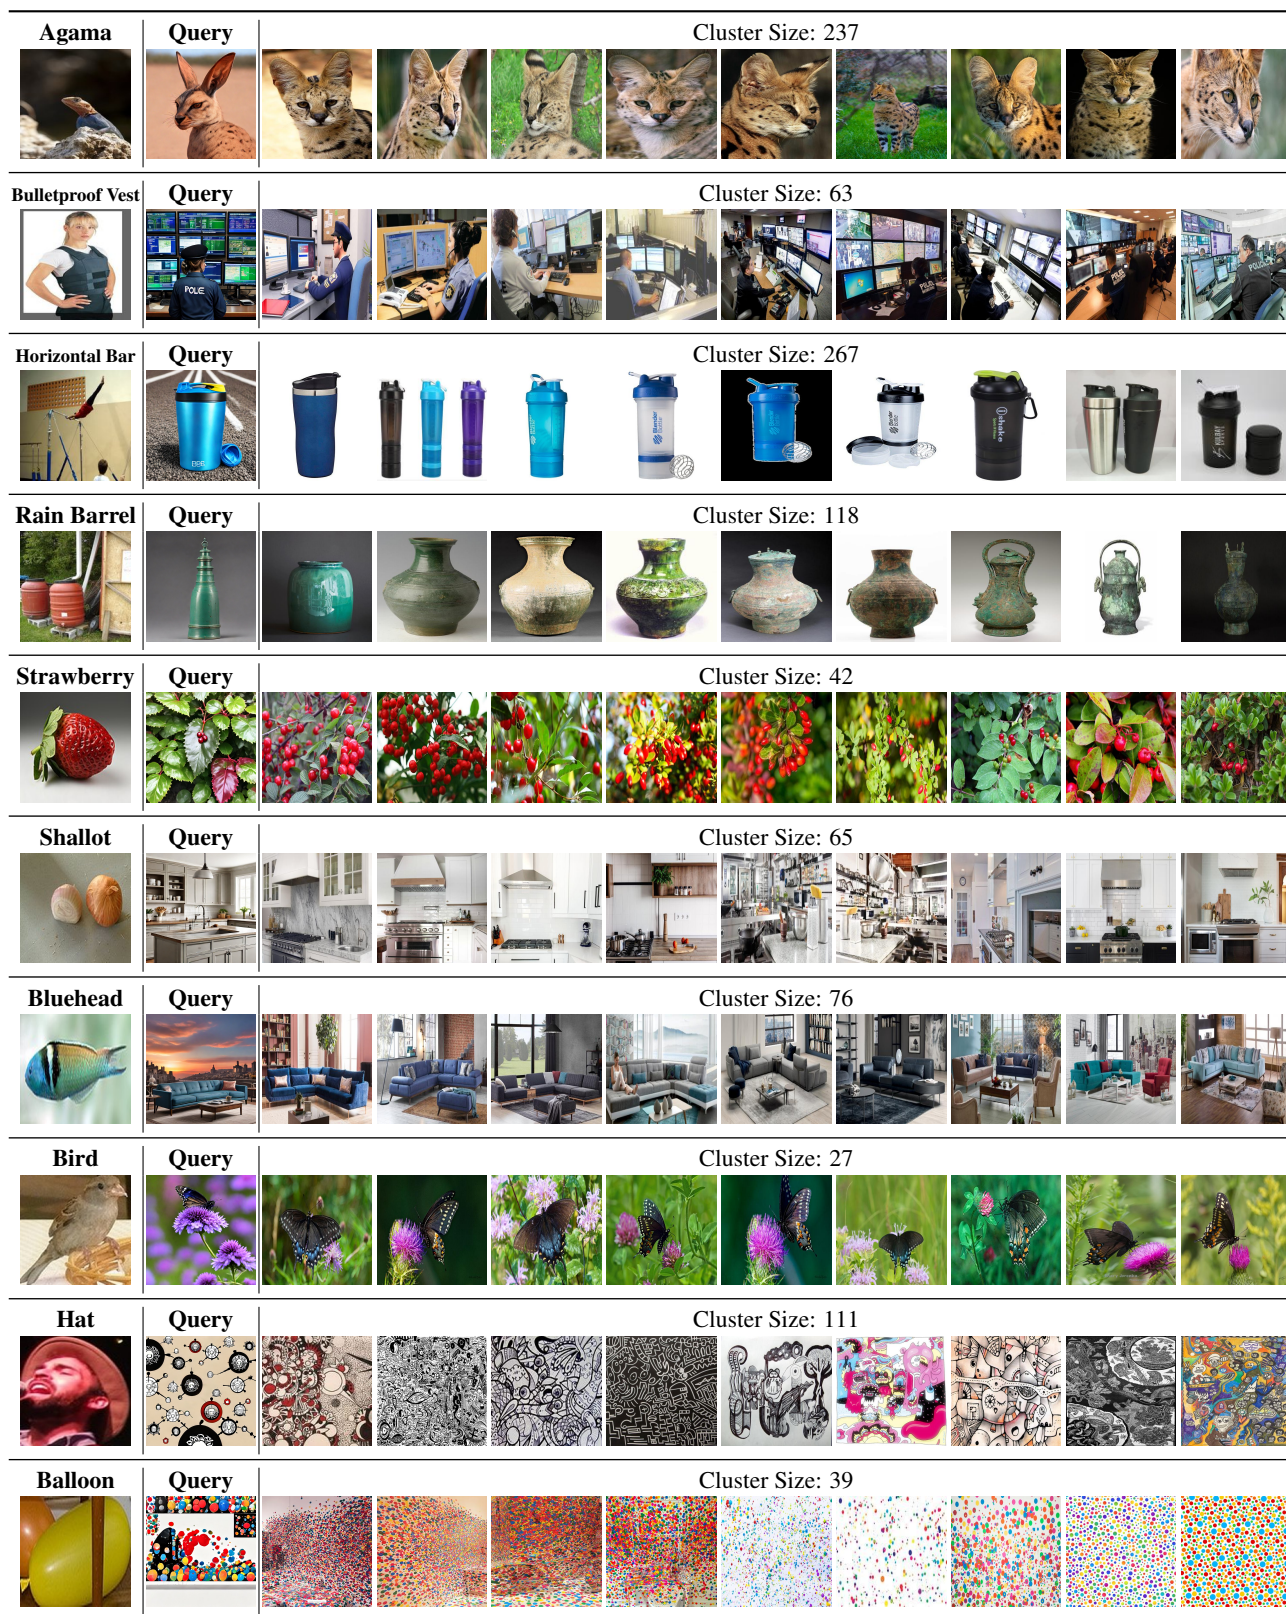 Agama Query Cluster Size: 237
Bulletproof Vest Query Cluster Size: 63
POLE
Horizontal Bar Query Cluster Size: 267
Rain Barrel Query Cluster Size: 118
Strawberry Query Cluster Size: 42
Shallot Query Cluster Size: 65
Bluehead Query Cluster Size: 76
Bird Query Cluster Size: 27
Hat Query Cluster Size: 111
Balloon Query Cluster Size: 39